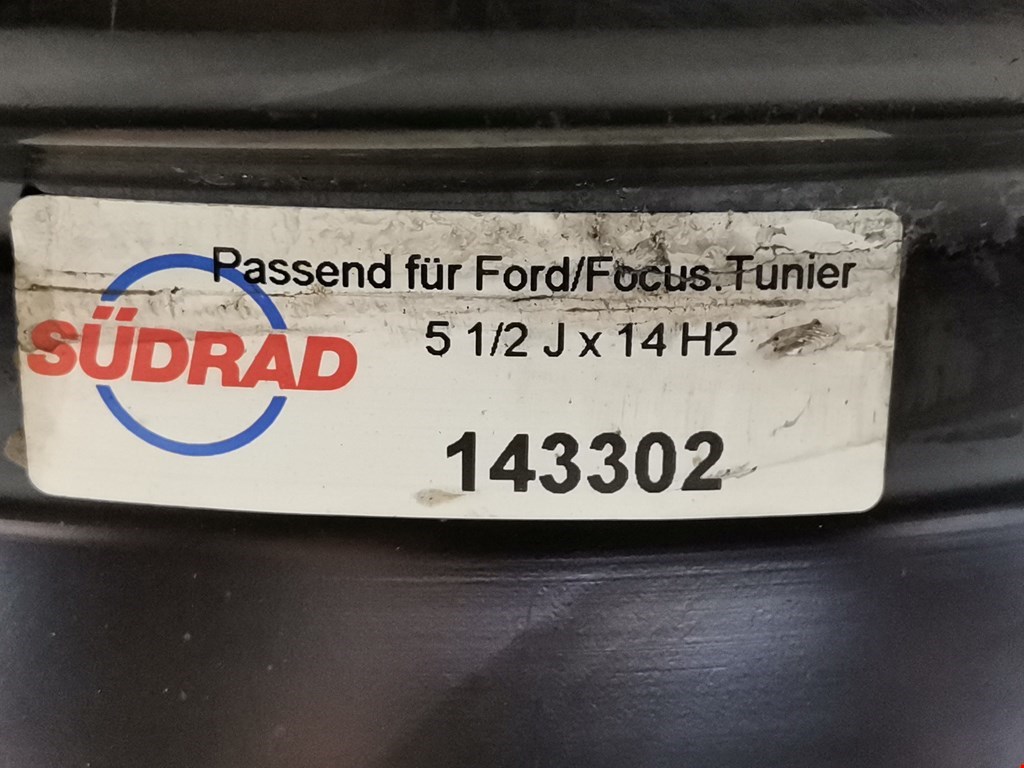 Passend für Ford/Focus.Tunier
SÜDRAD
5 1/2 J x 14 H2
143302